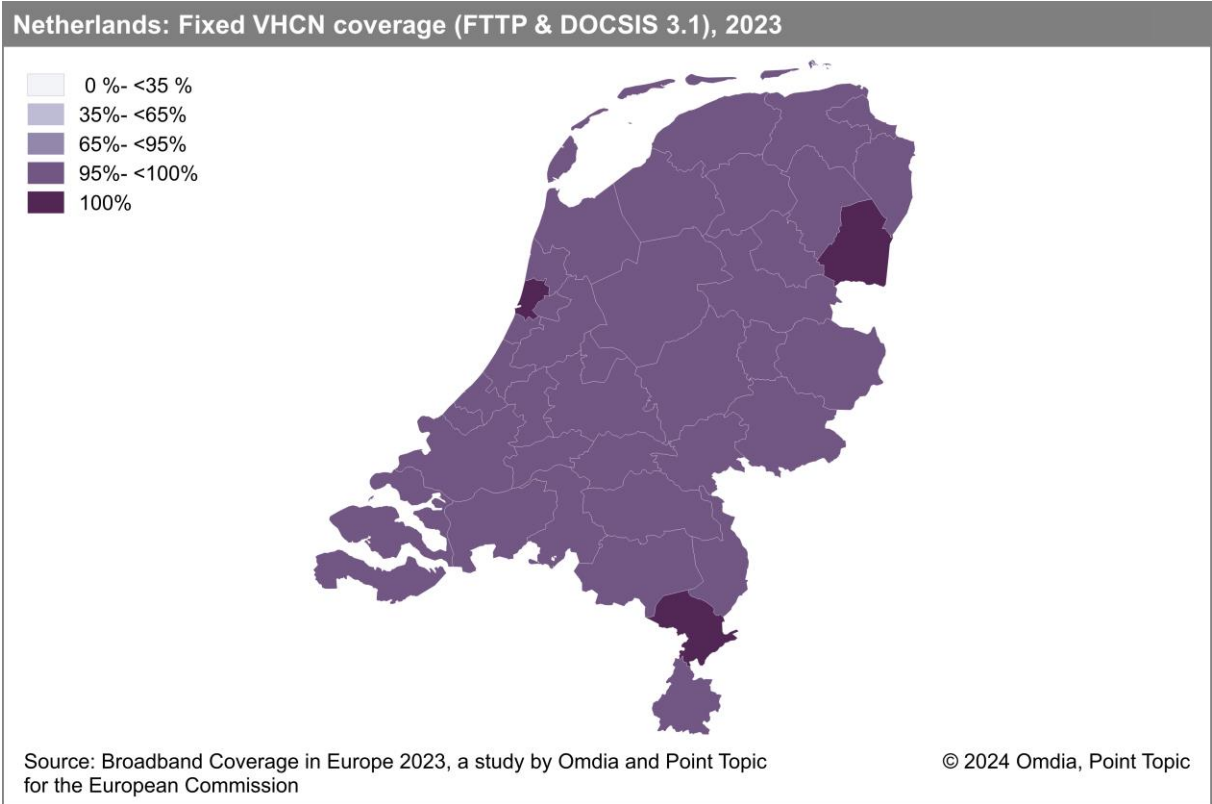 Netherlands: Fixed VHCN coverage (FTTP & DOCSIS 3.1), 2023
0 %- <35 %
35%- <65%
65%- <95%
95%- <100%
100%
Source: Broadband Coverage in Europe 2023, a study by Omdia and Point Topic
for the European Commission
© 2024 Omdia, Point Topic